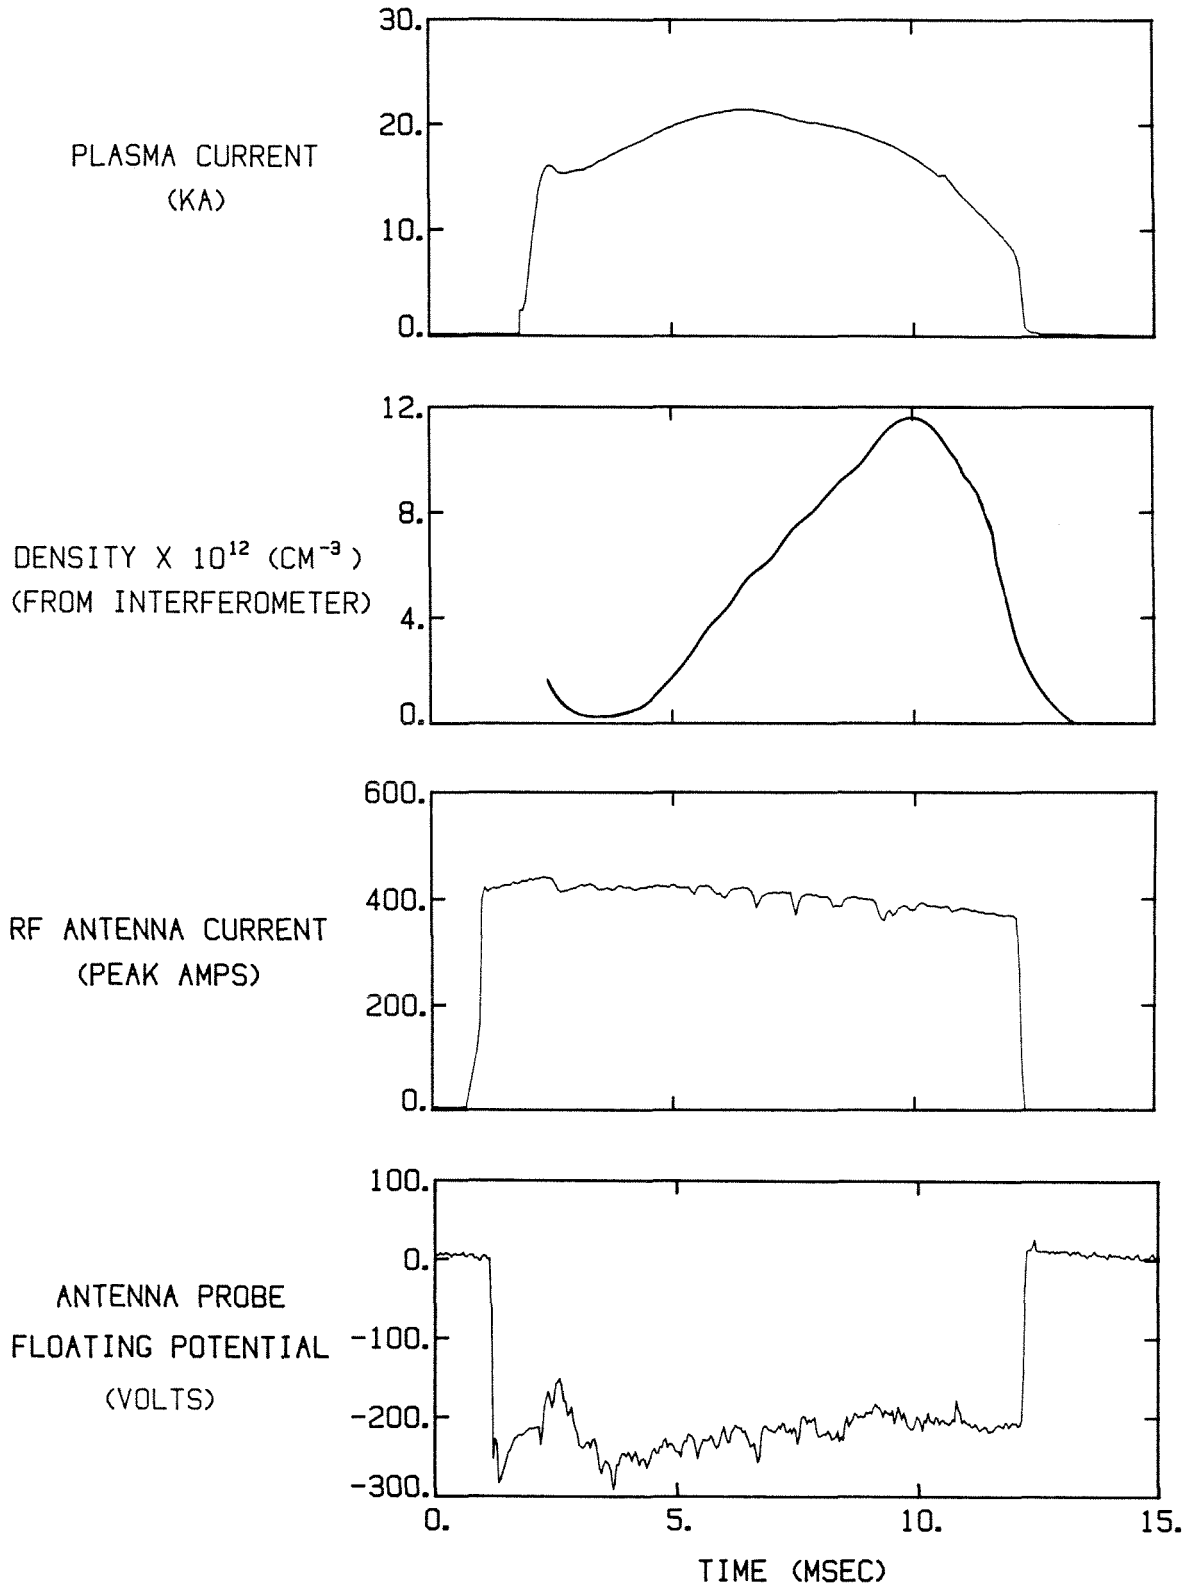 30.
20.
10.
0.
PLASMA CURRENT
(KA)
12.
8.
4.
0.
DENSITY X 10¹² (CM⁻³)
(FROM INTERFEROMETER)
600.
400.
200.
0.
RF ANTENNA CURRENT
(PEAK AMPS)
100.
0.
-100.
-200.
-300.
ANTENNA PROBE
FLOATING POTENTIAL
(VOLTS)
0. 5. 10. 15.
TIME (MSEC)